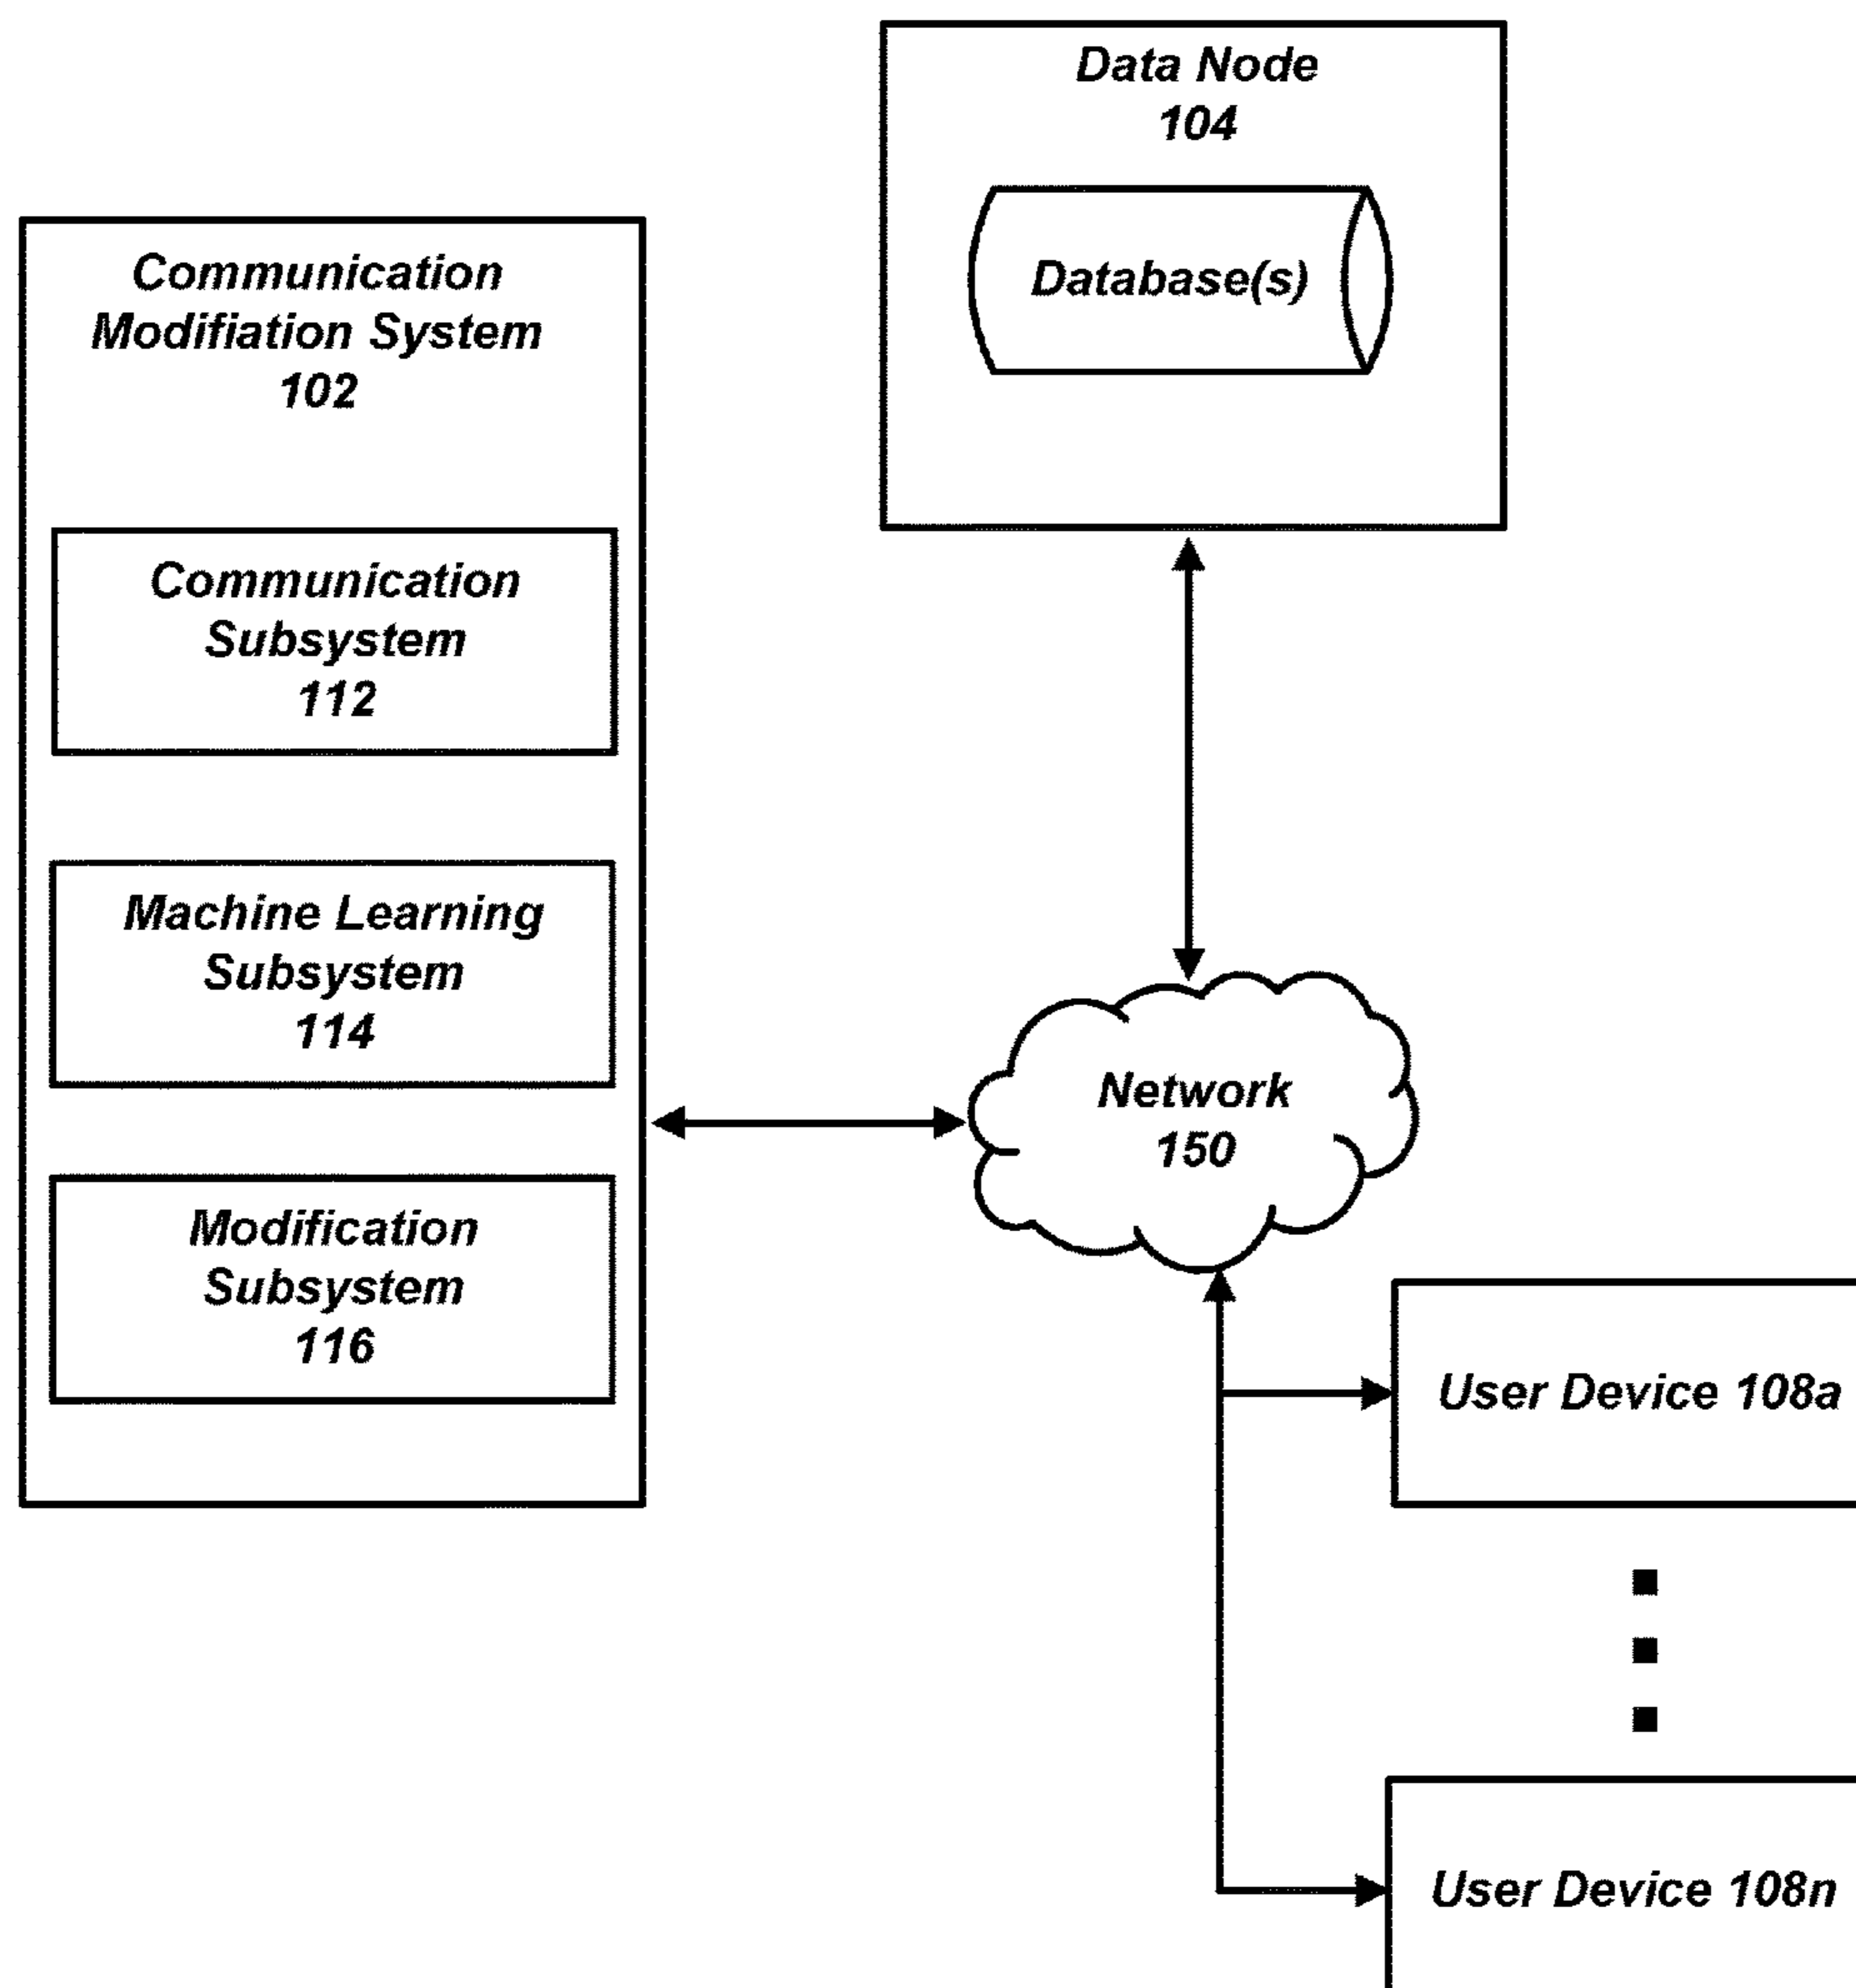 Data Node
104
Database(s)
Communication
Modifiation System
102
Communication
Subsystem
112
Machine Learning
Subsystem
114
Modification
Subsystem
116
Network
150
User Device 108a
User Device 108n